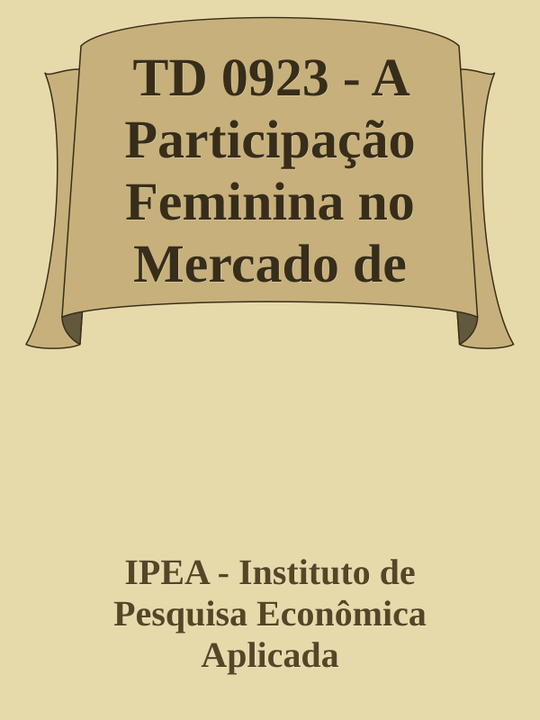 TD 0923 - A
Participação
Feminina no
Mercado de
IPEA - Instituto de
Pesquisa Econômica
Aplicada